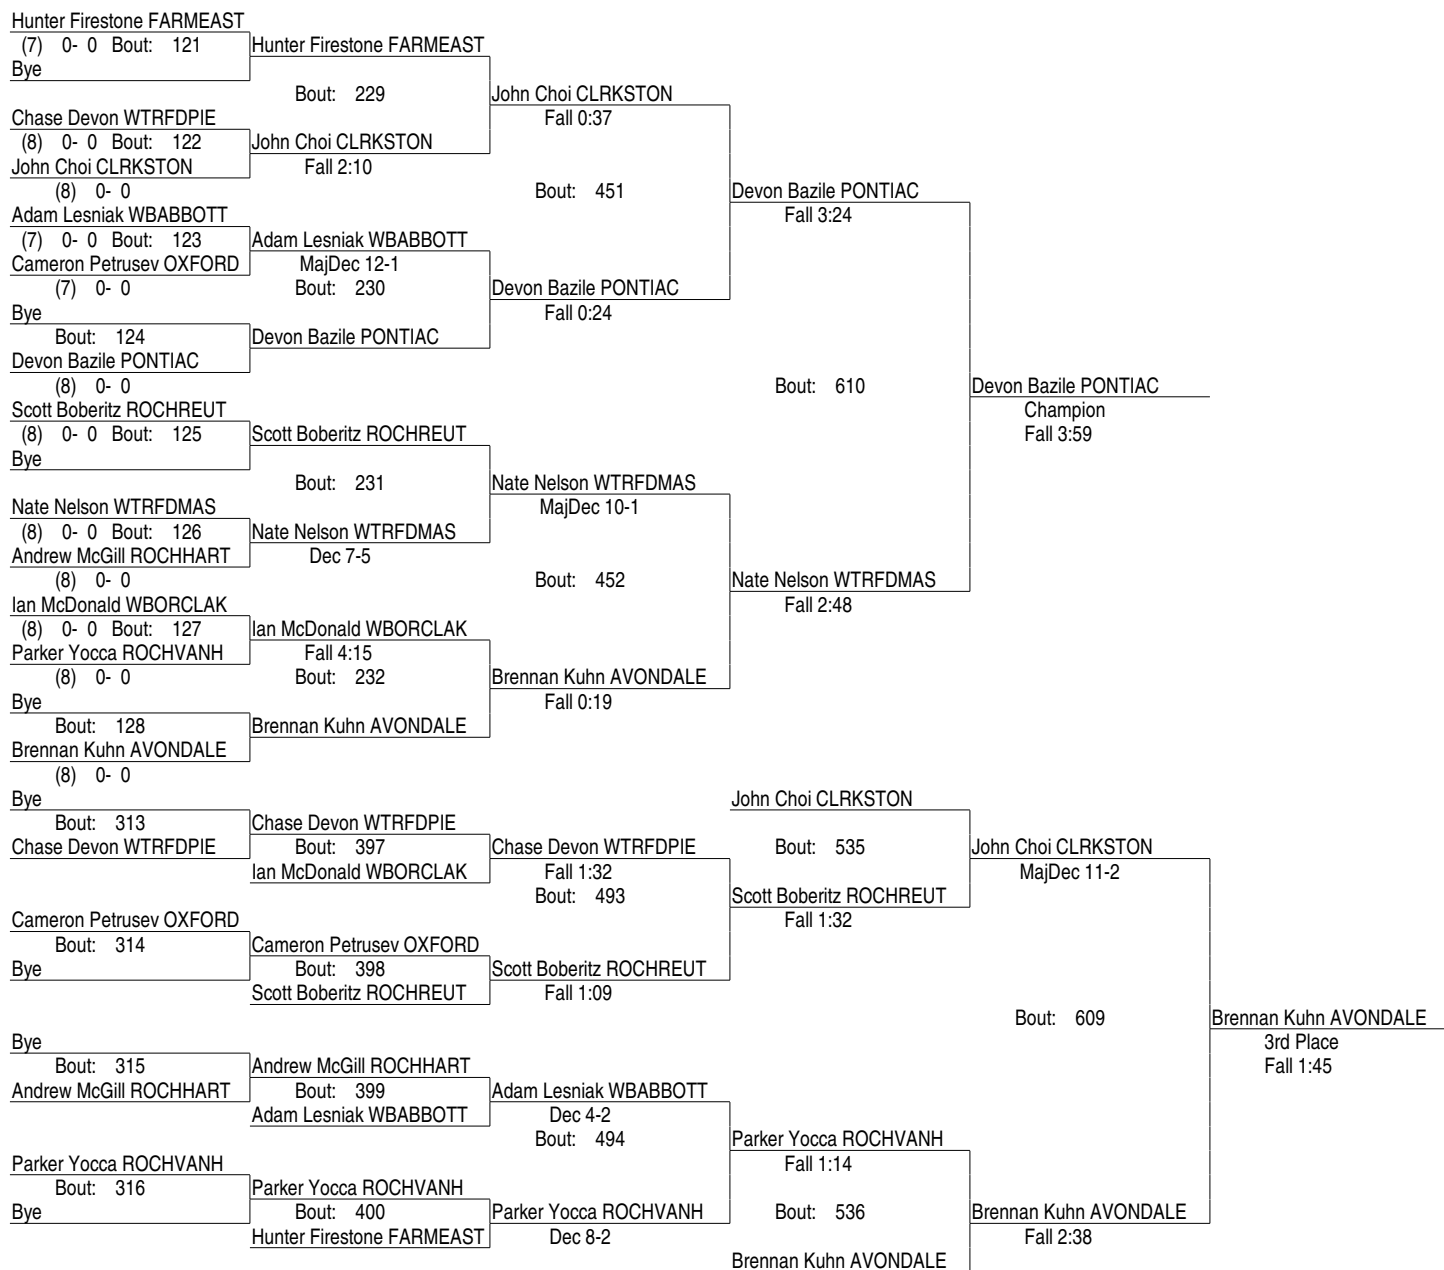 Hunter Firestone FARMEAST
(7) 0- 0 Bout: 121 Hunter Firestone FARMEAST
Bye
Bout: 229 John Choi CLRKSTON
Chase Devon WTRFDPIE Fall 0:37
(8) 0- 0 Bout: 122 John Choi CLRKSTON
John Choi CLRKSTON Fall 2:10
(8) 0- 0 Bout: 451 Devon Bazile PONTIAC
Adam Lesniak WBABBOTT Fall 3:24
(7) 0- 0 Bout: 123 Adam Lesniak WBABBOTT
Cameron Petrusev OXFORD MajDec 12-1
(7) 0- 0 Bout: 230 Devon Bazile PONTIAC
Bye Fall 0:24
Bout: 124 Devon Bazile PONTIAC
Devon Bazile PONTIAC
(8) 0- 0 Bout: 610 Devon Bazile PONTIAC
Scott Boberitz ROCHREUT Champion
(8) 0- 0 Bout: 125 Scott Boberitz ROCHREUT Fall 3:59
Bye
Bout: 231 Nate Nelson WTRFDMAS
Nate Nelson WTRFDMAS MajDec 10-1
(8) 0- 0 Bout: 126 Nate Nelson WTRFDMAS
Andrew McGill ROCHHART Dec 7-5
(8) 0- 0 Bout: 452 Nate Nelson WTRFDMAS
Ian McDonald WBORCLAK Fall 2:48
(8) 0- 0 Bout: 127 Ian McDonald WBORCLAK
Parker Yocca ROCHVANH Fall 4:15
(8) 0- 0 Bout: 232 Brennan Kuhn AVONDALE
Bye Fall 0:19
Bout: 128 Brennan Kuhn AVONDALE
Brennan Kuhn AVONDALE
(8) 0- 0
Bye John Choi CLRKSTON
Bout: 313 Chase Devon WTRFDPIE
Chase Devon WTRFDPIE Bout: 397 Chase Devon WTRFDPIE Bout: 535 John Choi CLRKSTON
Ian McDonald WBORCLAK Fall 1:32 MajDec 11-2
Bout: 493 Scott Boberitz ROCHREUT
Cameron Petrusev OXFORD Fall 1:32
Bout: 314 Cameron Petrusev OXFORD
Bye Bout: 398 Scott Boberitz ROCHREUT
Scott Boberitz ROCHREUT Fall 1:09
Bout: 609 Brennan Kuhn AVONDALE
Bye 3rd Place
Bout: 315 Andrew McGill ROCHHART Fall 1:45
Andrew McGill ROCHHART Bout: 399 Adam Lesniak WBABBOTT
Adam Lesniak WBABBOTT Dec 4-2
Bout: 494 Parker Yocca ROCHVANH
Parker Yocca ROCHVANH Fall 1:14
Bout: 316 Parker Yocca ROCHVANH
Bye Bout: 400 Parker Yocca ROCHVANH Bout: 536 Brennan Kuhn AVONDALE
Hunter Firestone FARMEAST Dec 8-2 Fall 2:38
Brennan Kuhn AVONDALE